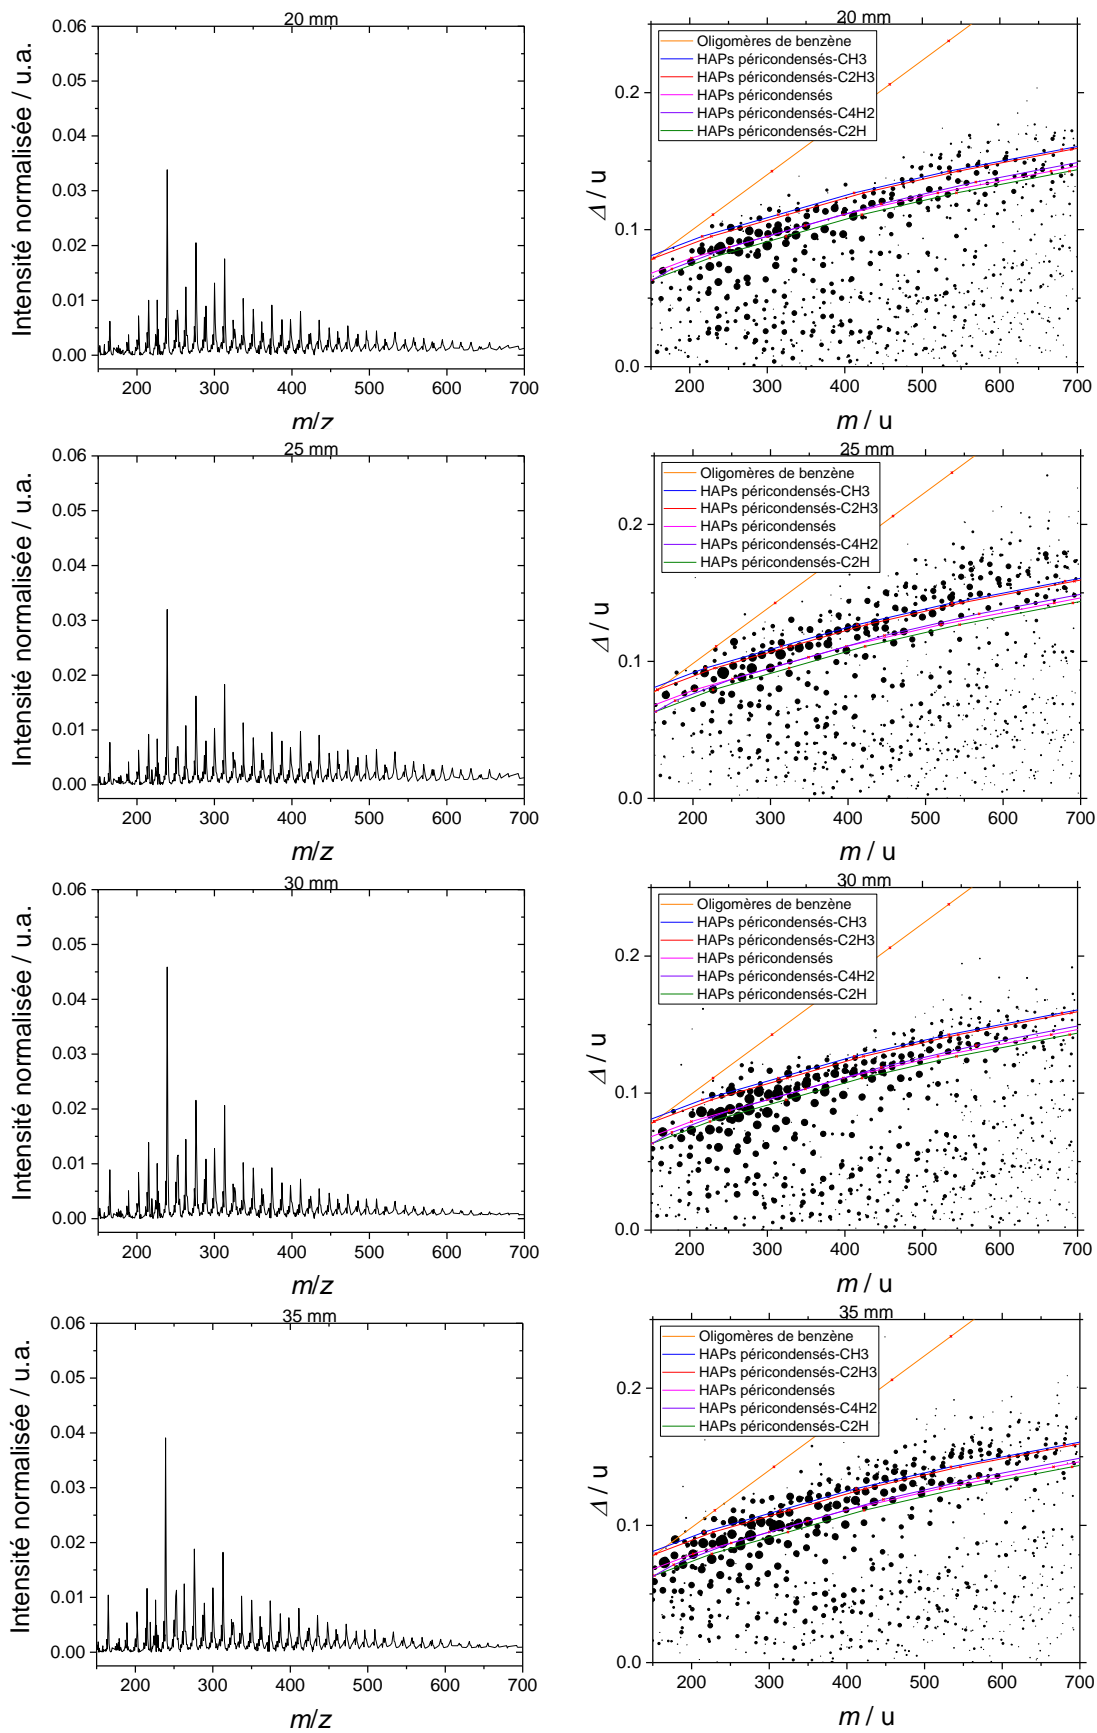 20 mm
Intensité normalisée / u.a.
0.06
0.05
0.04
0.03
0.02
0.01
0.00
200 300 400 500 600 700
m/z
20 mm
Δ / u
0.2
0.1
0.0
Oligomères de benzène
HAPs péricondensés-CH3
HAPs péricondensés-C2H3
HAPs péricondensés
HAPs péricondensés-C4H2
HAPs péricondensés-C2H
200 300 400 500 600 700
m / u
25 mm
Intensité normalisée / u.a.
0.06
0.05
0.04
0.03
0.02
0.01
0.00
200 300 400 500 600 700
m/z
25 mm
Δ / u
0.2
0.1
0.0
Oligomères de benzène
HAPs péricondensés-CH3
HAPs péricondensés-C2H3
HAPs péricondensés
HAPs péricondensés-C4H2
HAPs péricondensés-C2H
200 300 400 500 600 700
m / u
30 mm
Intensité normalisée / u.a.
0.06
0.05
0.04
0.03
0.02
0.01
0.00
200 300 400 500 600 700
m/z
30 mm
Δ / u
0.2
0.1
0.0
Oligomères de benzène
HAPs péricondensés-CH3
HAPs péricondensés-C2H3
HAPs péricondensés
HAPs péricondensés-C4H2
HAPs péricondensés-C2H
200 300 400 500 600 700
m / u
35 mm
Intensité normalisée / u.a.
0.06
0.05
0.04
0.03
0.02
0.01
0.00
200 300 400 500 600 700
m/z
35 mm
Δ / u
0.2
0.1
0.0
Oligomères de benzène
HAPs péricondensés-CH3
HAPs péricondensés-C2H3
HAPs péricondensés
HAPs péricondensés-C4H2
HAPs péricondensés-C2H
200 300 400 500 600 700
m / u